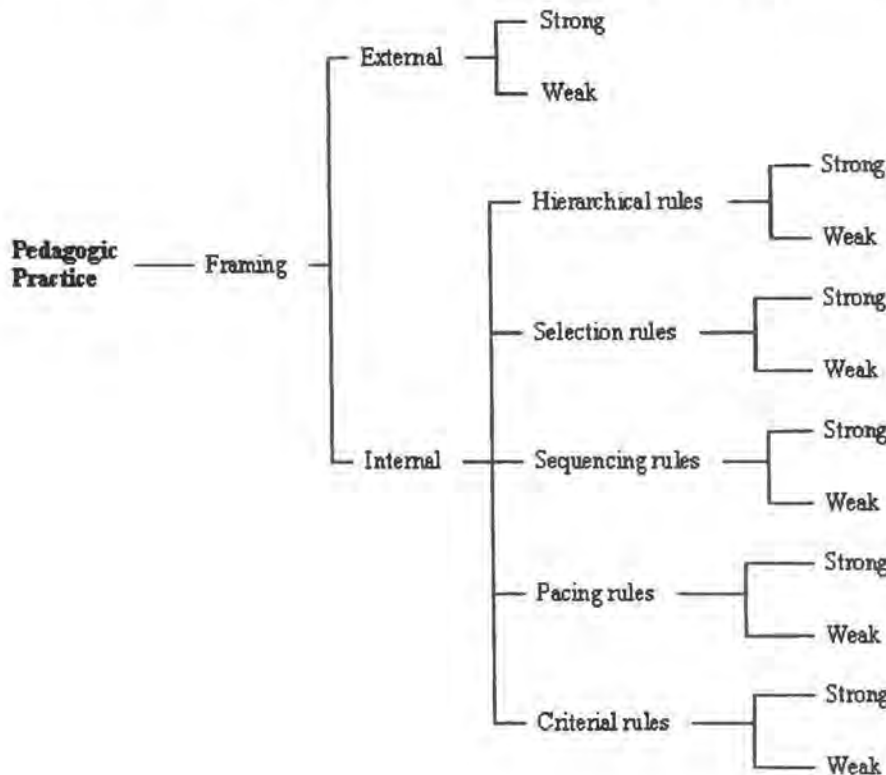 Pedagogic
Practice
Framing
External
Strong
Weak
Internal
Hierarchical rules
Strong
Weak
Selection rules
Strong
Weak
Sequencing rules
Strong
Weak
Pacing rules
Strong
Weak
Criterial rules
Strong
Weak